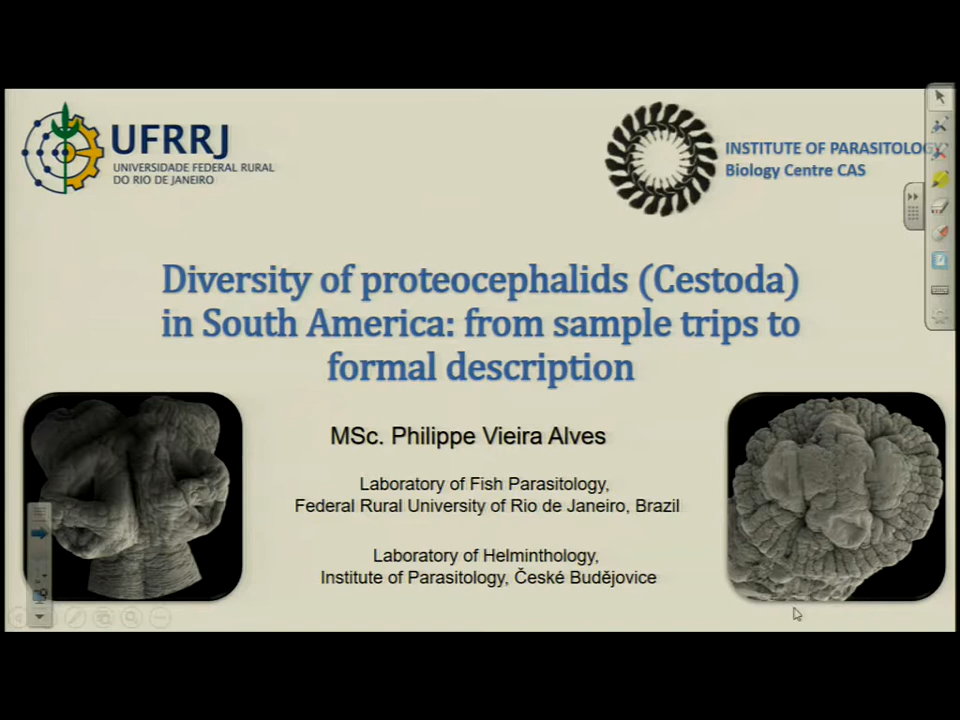 UFRRJ
UNIVERSIDADE FEDERAL RURAL
DO RIO DE JANEIRO
INSTITUTE OF PARASITOLOGY
Biology Centre CAS
Diversity of proteocephalids (Cestoda)
in South America: from sample trips to
formal description
MSc. Philippe Vieira Alves
Laboratory of Fish Parasitology,
Federal Rural University of Rio de Janeiro, Brazil
Laboratory of Helminthology,
Institute of Parasitology, České Budějovice